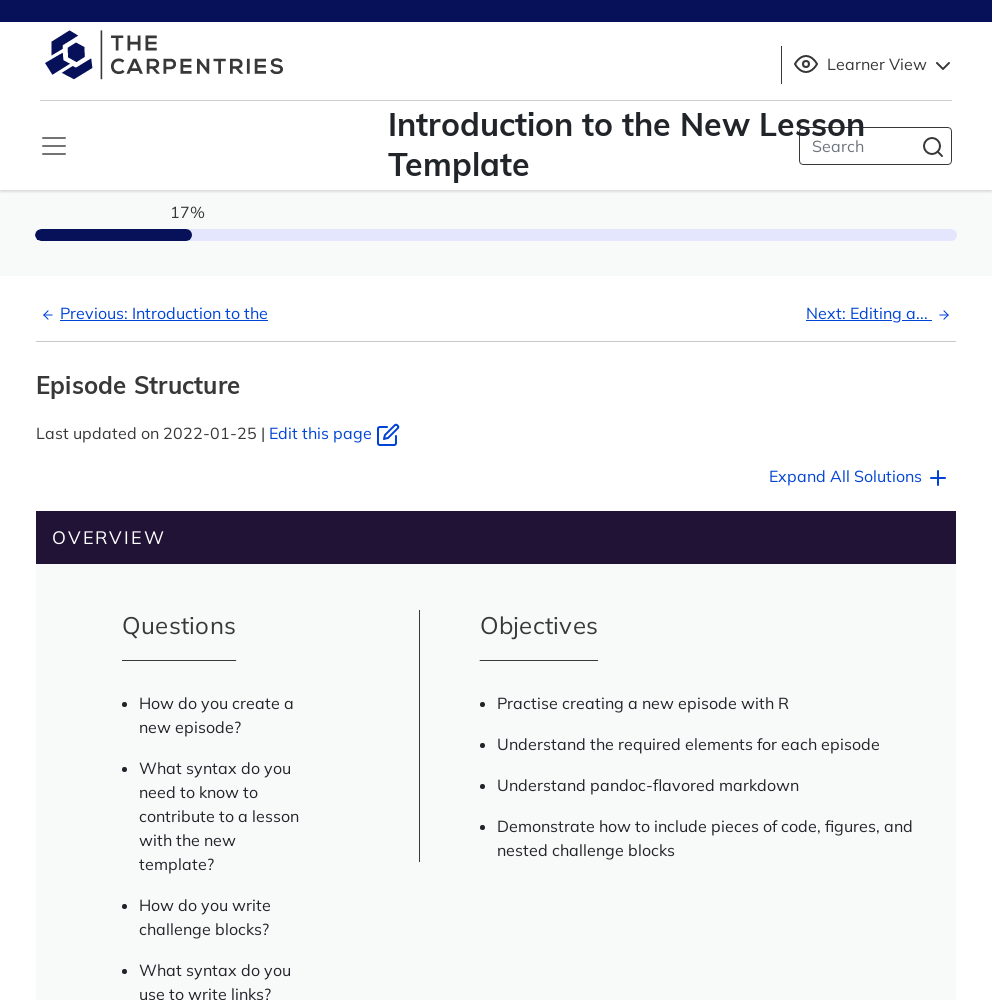 THE
CARPENTRIES
Learner View
Introduction to the New Lesson
Template
Search
17%
Previous: Introduction to the
Next: Editing a...
Episode Structure
Last updated on 2022-01-25 | Edit this page
Expand All Solutions
OVERVIEW
Questions
How do you create a
new episode?
What syntax do you
need to know to
contribute to a lesson
with the new
template?
How do you write
challenge blocks?
What syntax do you
use to write links?
Objectives
Practise creating a new episode with R
Understand the required elements for each episode
Understand pandoc-flavored markdown
Demonstrate how to include pieces of code, figures, and
nested challenge blocks